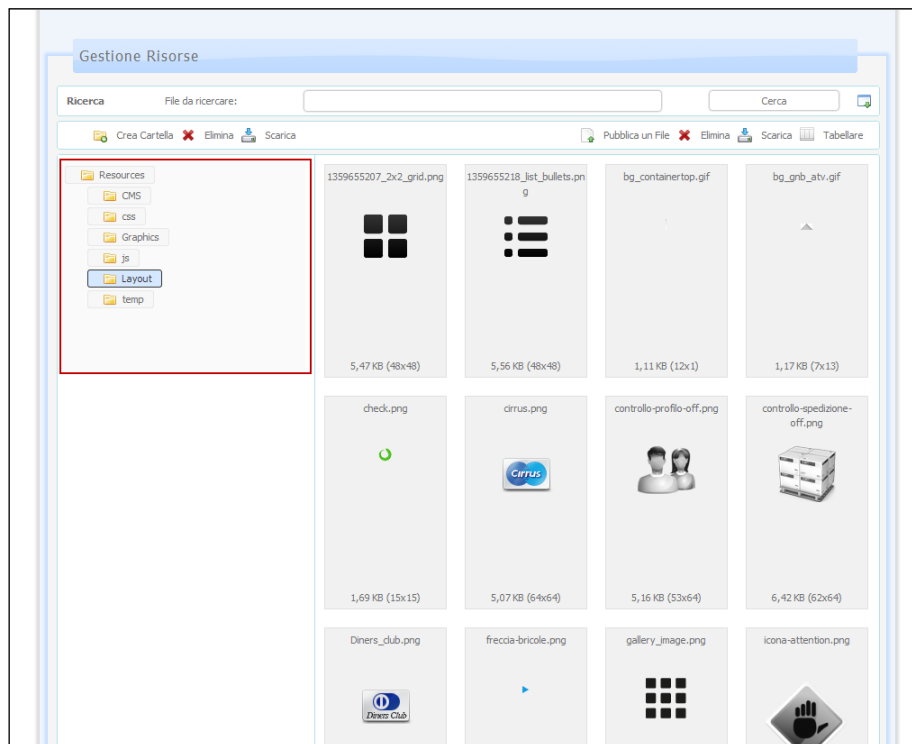 Gestione Risorse
Ricerca File da ricercare: Cerca
Crea Cartella Elimina Scarica Pubblica un File Elimina Scarica Tabellare
Resources
CMS
css
Graphics
js
Layout
temp
1359655207_2x2_grid.png 1359655218_list_bullets.pn bg_containertop.gif bg_gnb_atv.gif
g
5,47 KB (48x48) 5,56 KB (48x48) 1,11 KB (12x1) 1,17 KB (7x13)
check.png cirrus.png controllo-profilo-off.png controllo-spedizione-
off.png
Cirrus
1,69 KB (15x15) 5,07 KB (64x64) 5,16 KB (53x64) 6,42 KB (62x64)
Diners_club.png freccia-bricole.png gallery_image.png icona-attention.png
Diners Club